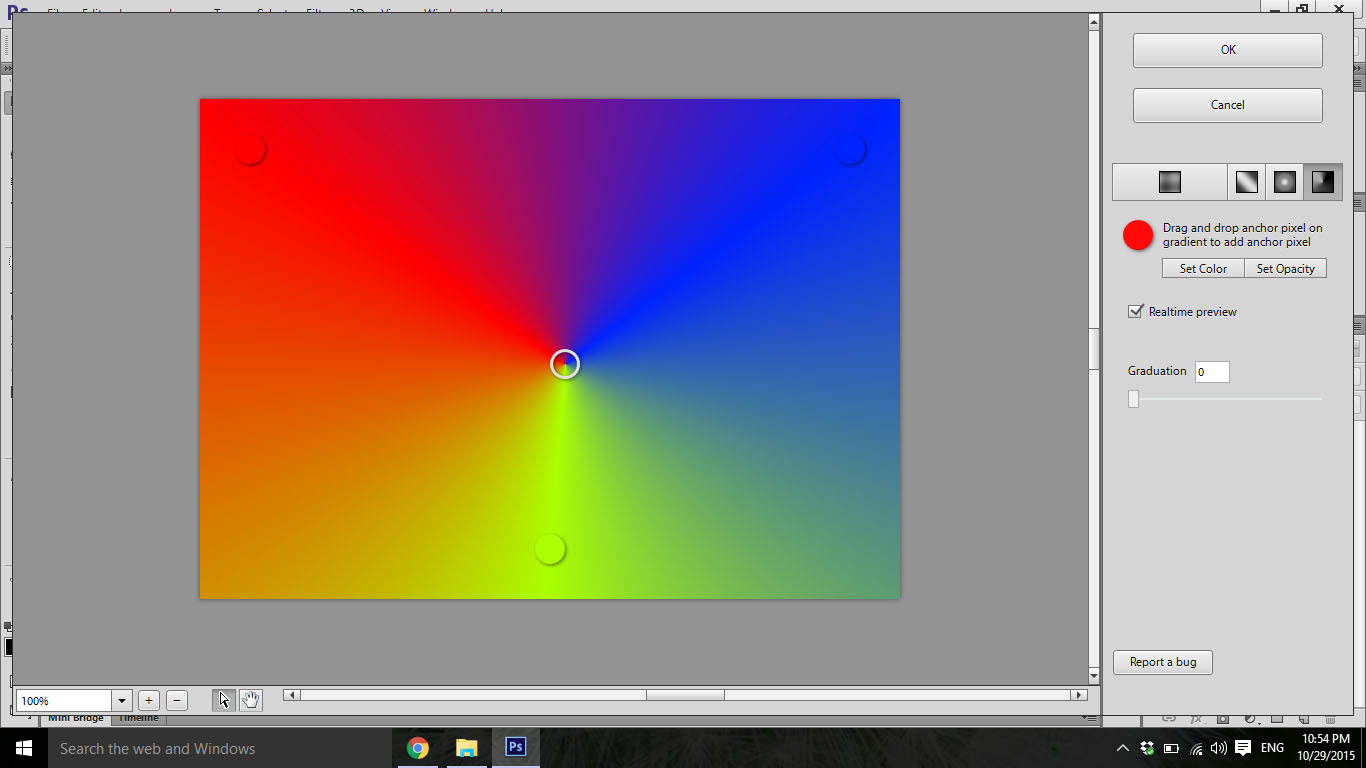 Ps
OK
Cancel
Drag and drop anchor pixel on
gradient to add anchor pixel
Set Color
Set Opacity
Realtime preview
Graduation 0
Report a bug
100%
+
−
Mini Bridge
Timeline
Search the web and Windows
Ps
ENG
10:54 PM
10/29/2015